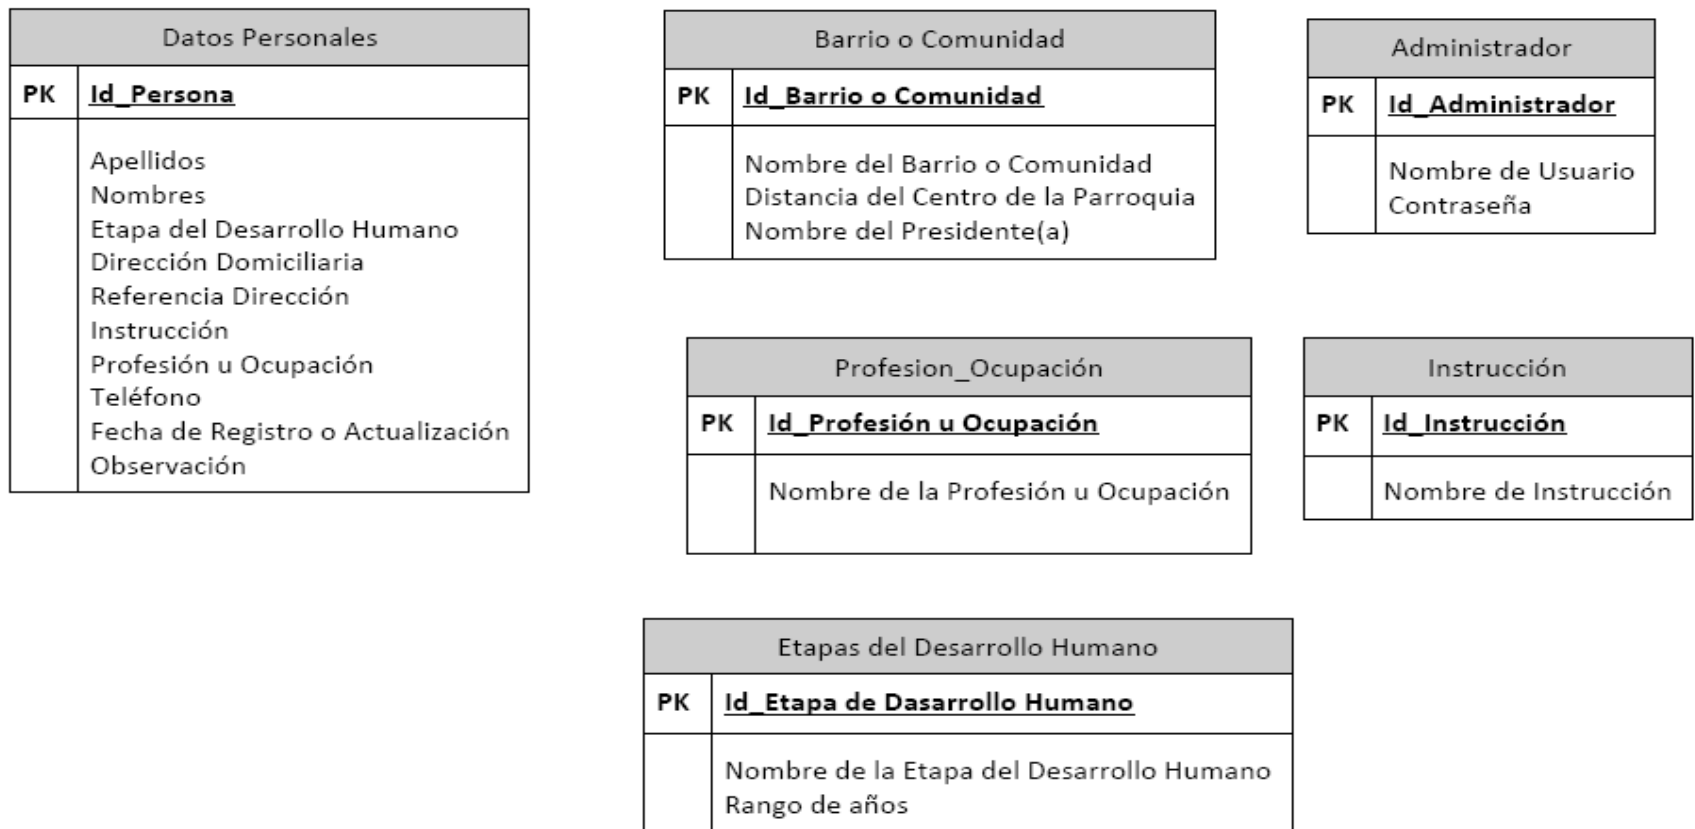 Datos Personales
PK Id_Persona
Apellidos
Nombres
Etapa del Desarrollo Humano
Dirección Domiciliaria
Referencia Dirección
Instrucción
Profesión u Ocupación
Teléfono
Fecha de Registro o Actualización
Observación
Barrio o Comunidad
PK Id_Barrio o Comunidad
Nombre del Barrio o Comunidad
Distancia del Centro de la Parroquia
Nombre del Presidente(a)
Administrador
PK Id_Administrador
Nombre de Usuario
Contraseña
Profesion_Ocupación
PK Id_Profesión u Ocupación
Nombre de la Profesión u Ocupación
Instrucción
PK Id_Instrucción
Nombre de Instrucción
Etapas del Desarrollo Humano
PK Id_Etapa de Dasarrollo Humano
Nombre de la Etapa del Desarrollo Humano
Rango de años